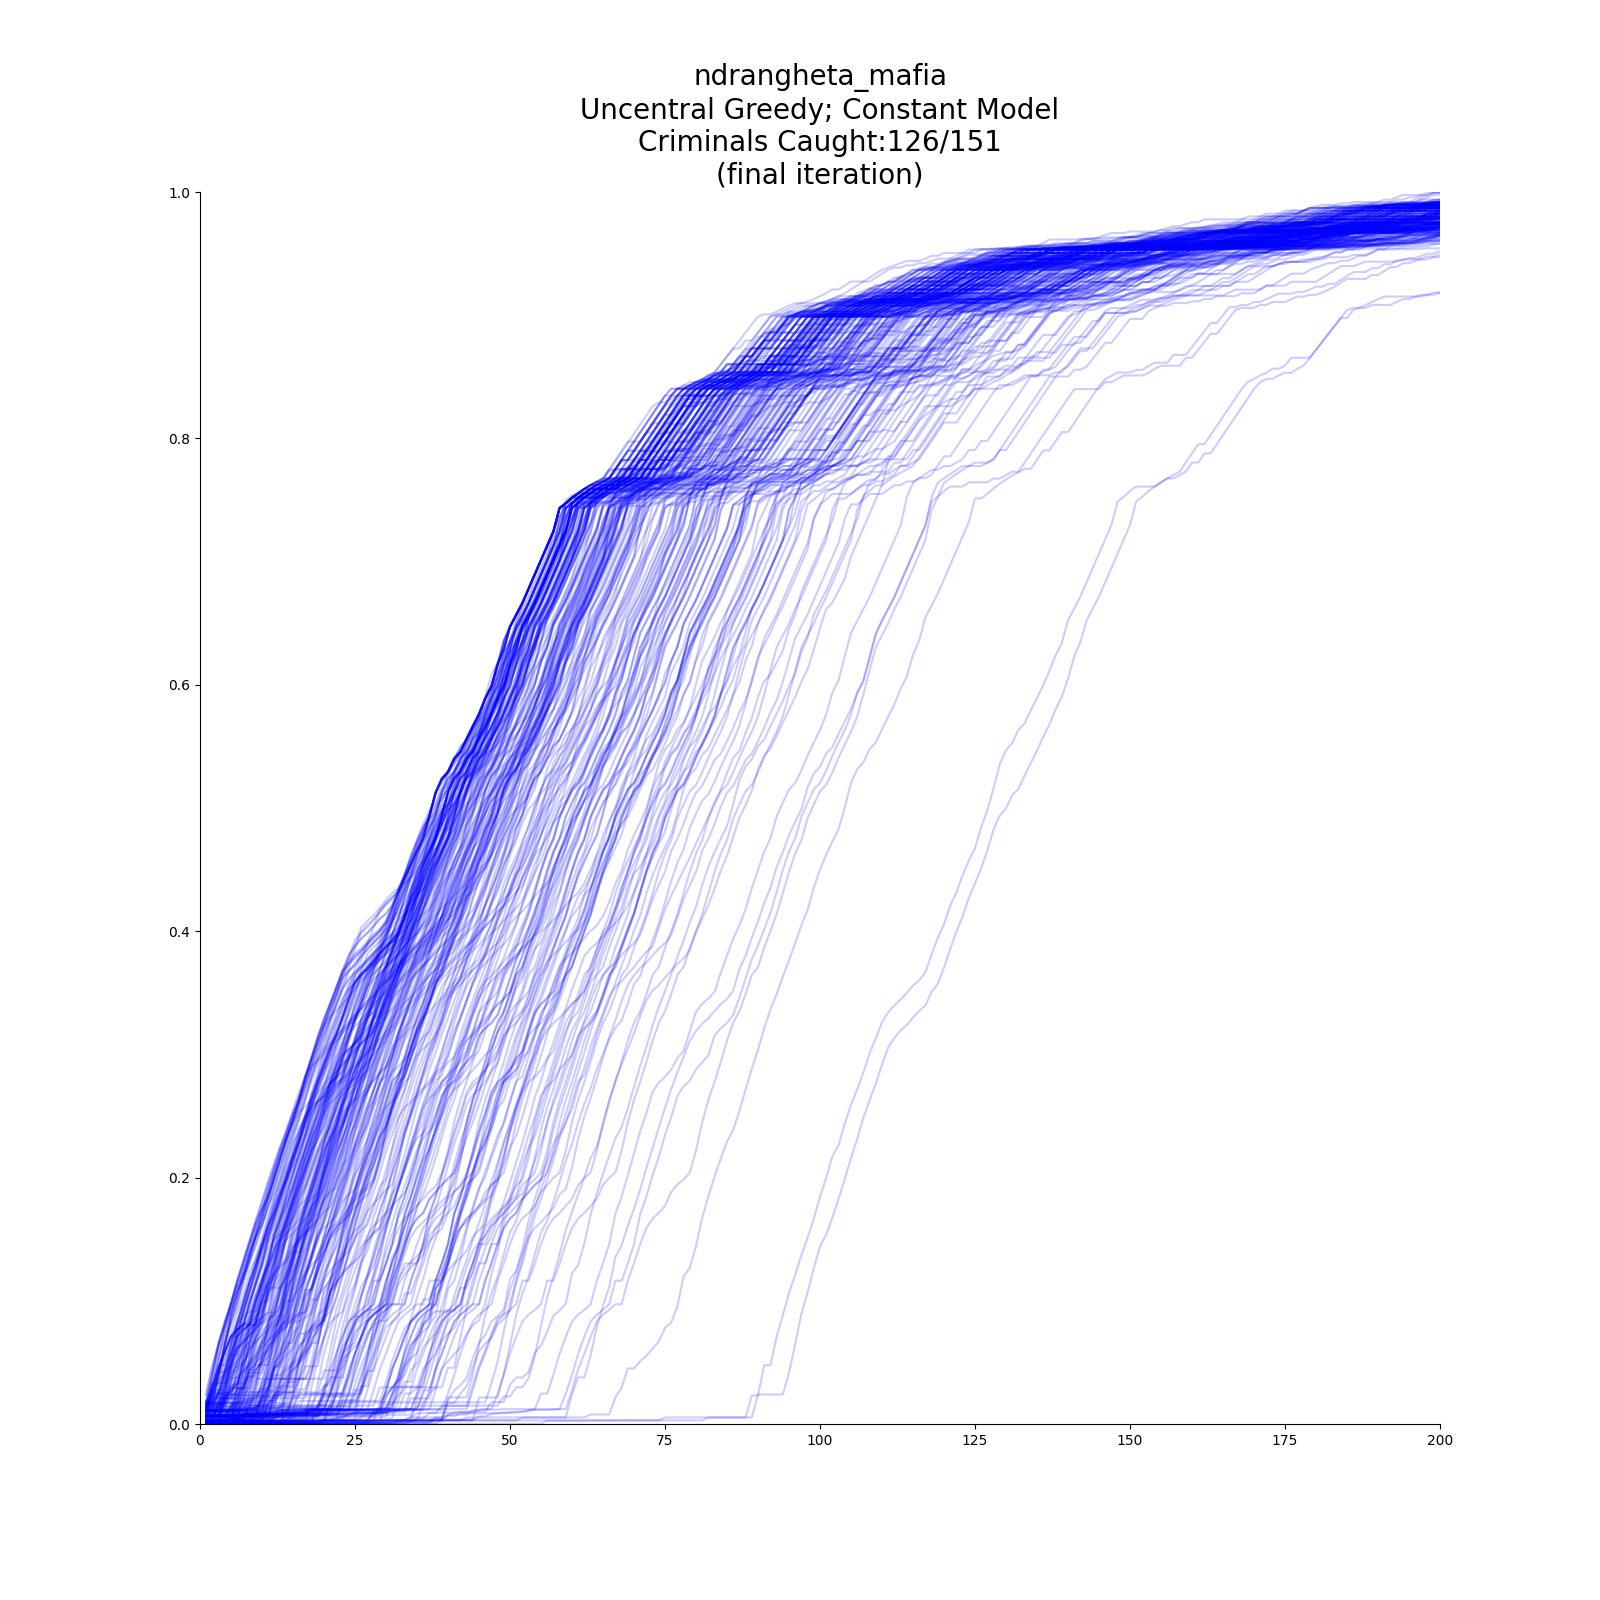 ndrangheta_mafia
Uncentral Greedy; Constant Model
Criminals Caught:126/151
(final iteration)
1.0
0.8
0.6
0.4
0.2
0.0
0 25 50 75 100 125 150 175 200